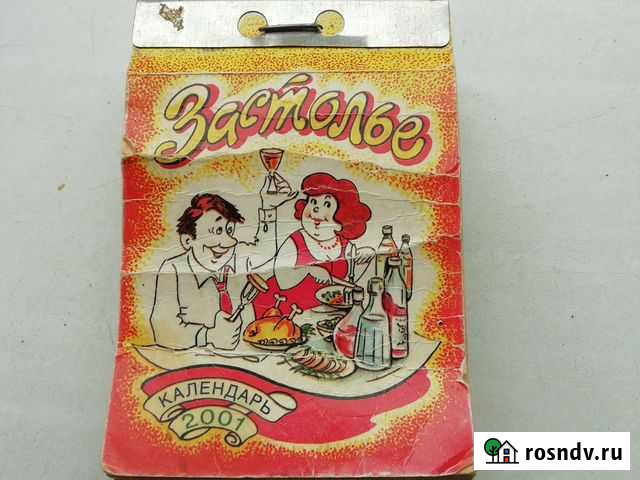 Застолье
КАЛЕНДАРЬ
2001
rosndv.ru